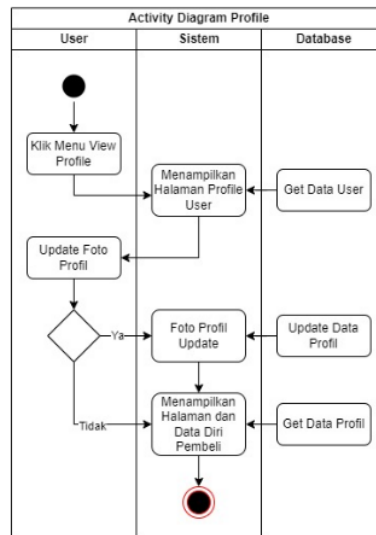 Activity Diagram Profile
User
Sistem
Database
Klik Menu View
Profile
Menampilkan
Halaman Profile
User
Get Data User
Update Foto
Profil
Ya
Foto Profil
Update
Update Data
Profil
Tidak
Menampilkan
Halaman dan
Data Diri
Pembeli
Get Data Profil